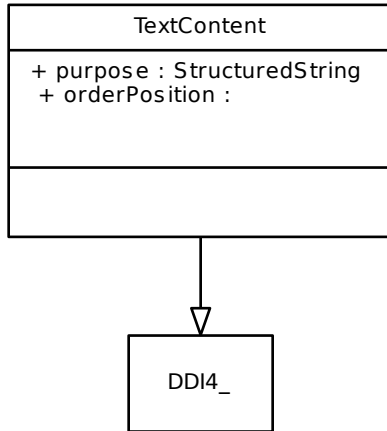 TextContent
+ purpose : StructuredString
+ orderPosition :
DDI4_